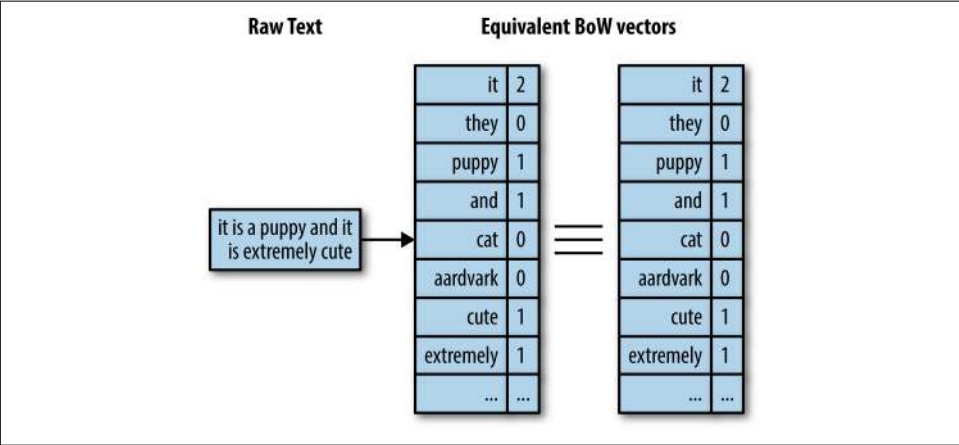 Raw Text
Equivalent BoW vectors
it is a puppy and it
is extremely cute
it 2
they 0
puppy 1
and 1
cat 0
aardvark 0
cute 1
extremely 1
... ...
it 2
they 0
puppy 1
and 1
cat 0
aardvark 0
cute 1
extremely 1
... ...